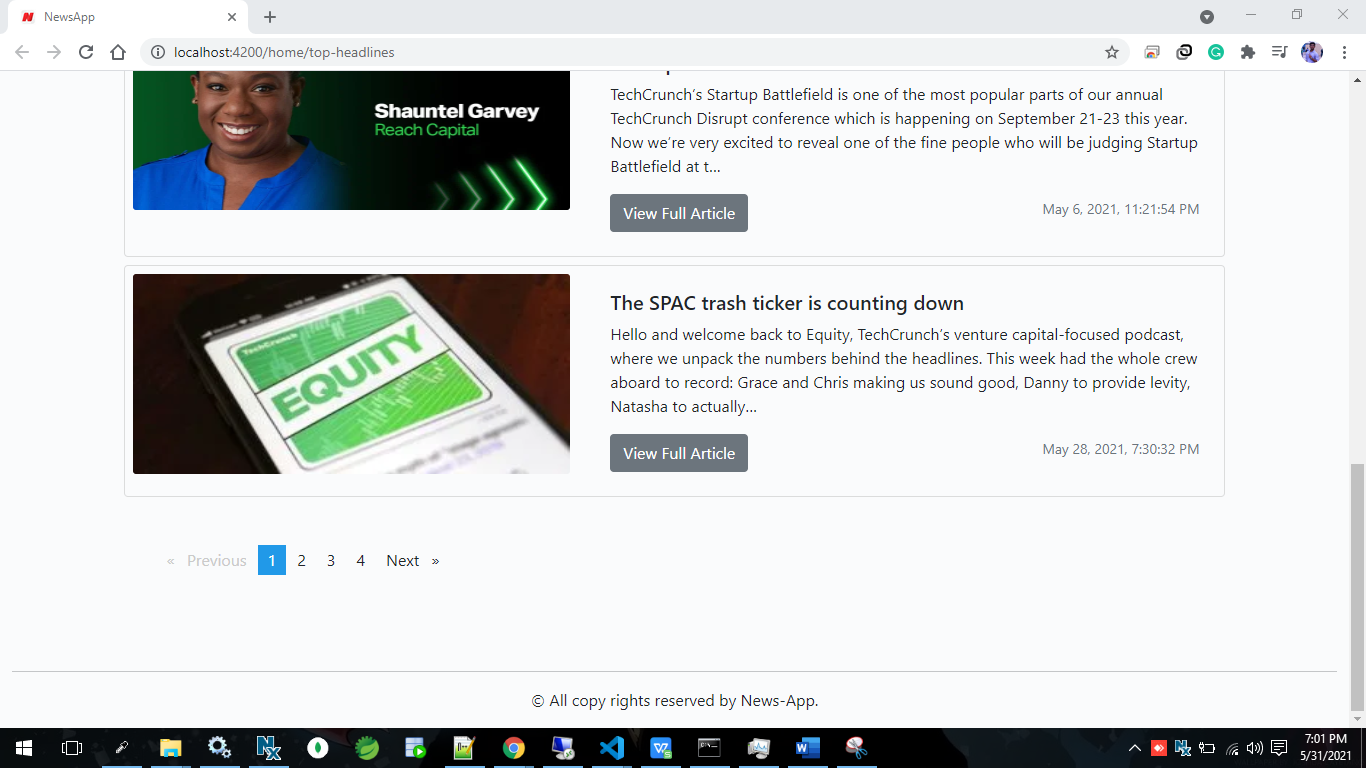 NewsApp
localhost:4200/home/top-headlines
Shauntel Garvey
Reach Capital
TechCrunch’s Startup Battlefield is one of the most popular parts of our annual
TechCrunch Disrupt conference which is happening on September 21-23 this year.
Now we’re very excited to reveal one of the fine people who will be judging Startup
Battlefield at t...
View Full Article
May 6, 2021, 11:21:54 PM
TechCrunch
EQUITY
The SPAC trash ticker is counting down
Hello and welcome back to Equity, TechCrunch’s venture capital-focused podcast,
where we unpack the numbers behind the headlines. This week had the whole crew
aboard to record: Grace and Chris making us sound good, Danny to provide levity,
Natasha to actually...
View Full Article
May 28, 2021, 7:30:32 PM
« Previous 1 2 3 4 Next »
© All copy rights reserved by News-App.
7:01 PM
5/31/2021